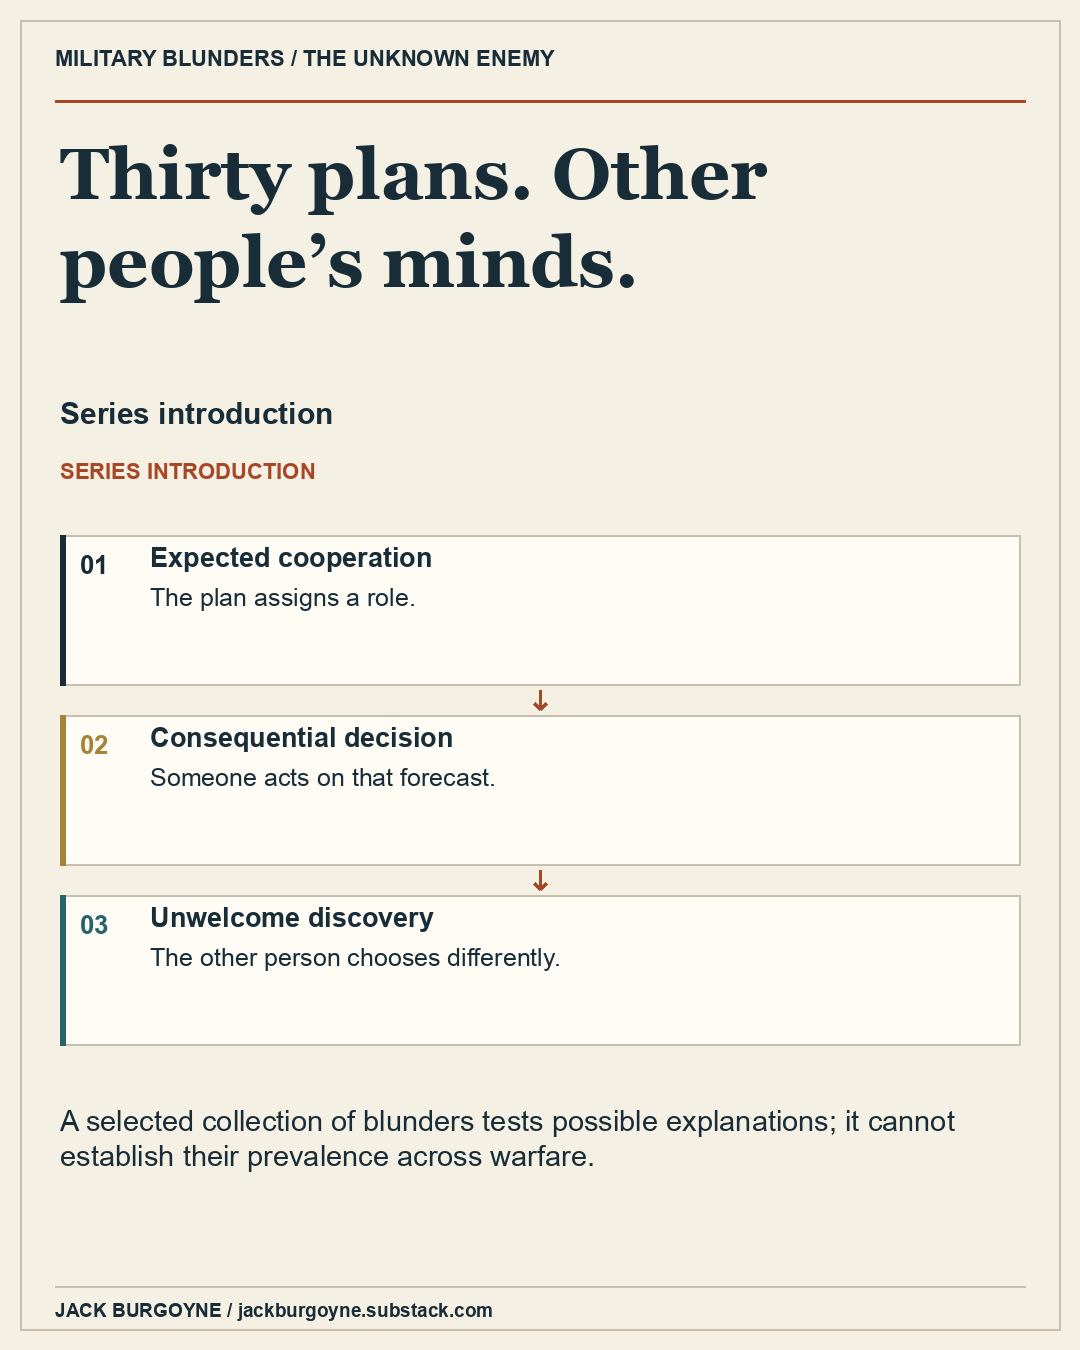 MILITARY BLUNDERS / THE UNKNOWN ENEMY
Thirty plans. Other
people’s minds.
Series introduction
SERIES INTRODUCTION
01
Expected cooperation
The plan assigns a role.
02
Consequential decision
Someone acts on that forecast.
03
Unwelcome discovery
The other person chooses differently.
A selected collection of blunders tests possible explanations; it cannot
establish their prevalence across warfare.
JACK BURGOYNE / jackburgoyne.substack.com